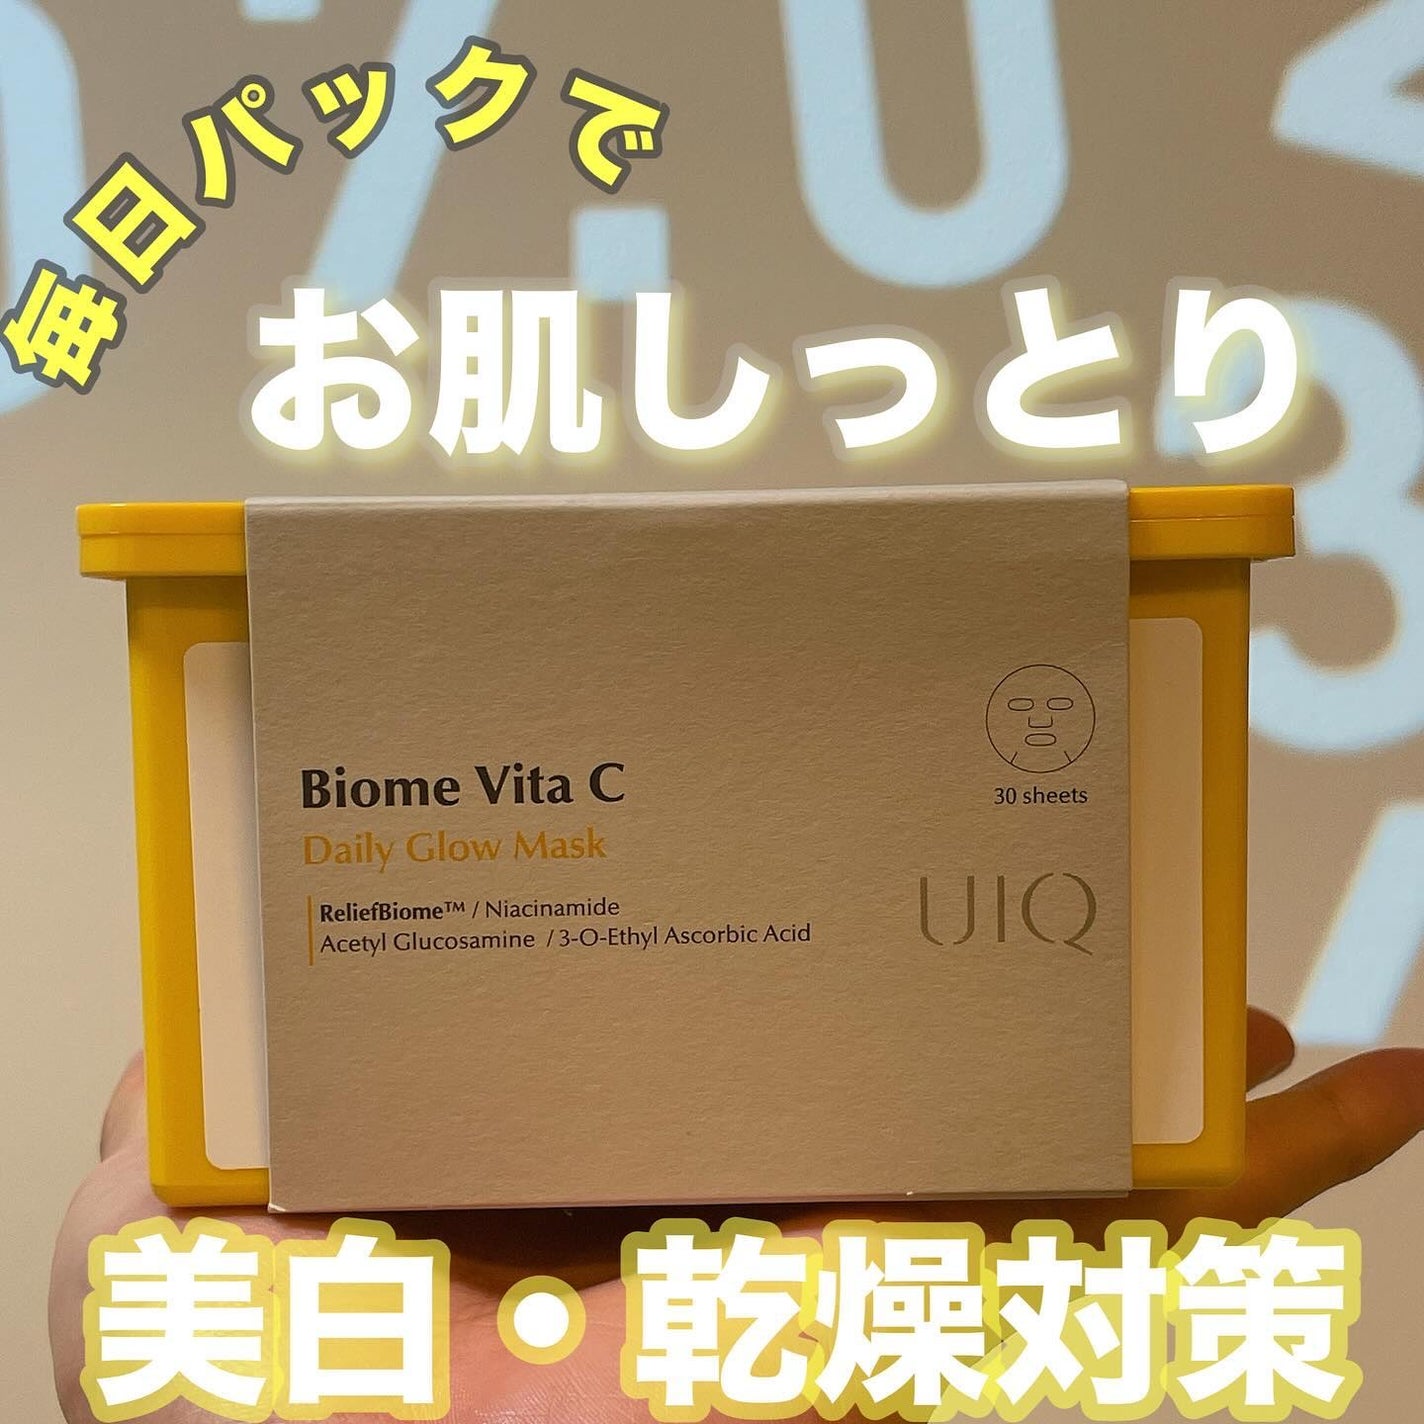 毎日パックで
お肌しっとり
Biome Vita C
Daily Glow Mask
ReliefBiome™ / Niacinamide
Acetyl Glucosamine / 3-O-Ethyl Ascorbic Acid
30 sheets
UIQ
美白・乾燥対策